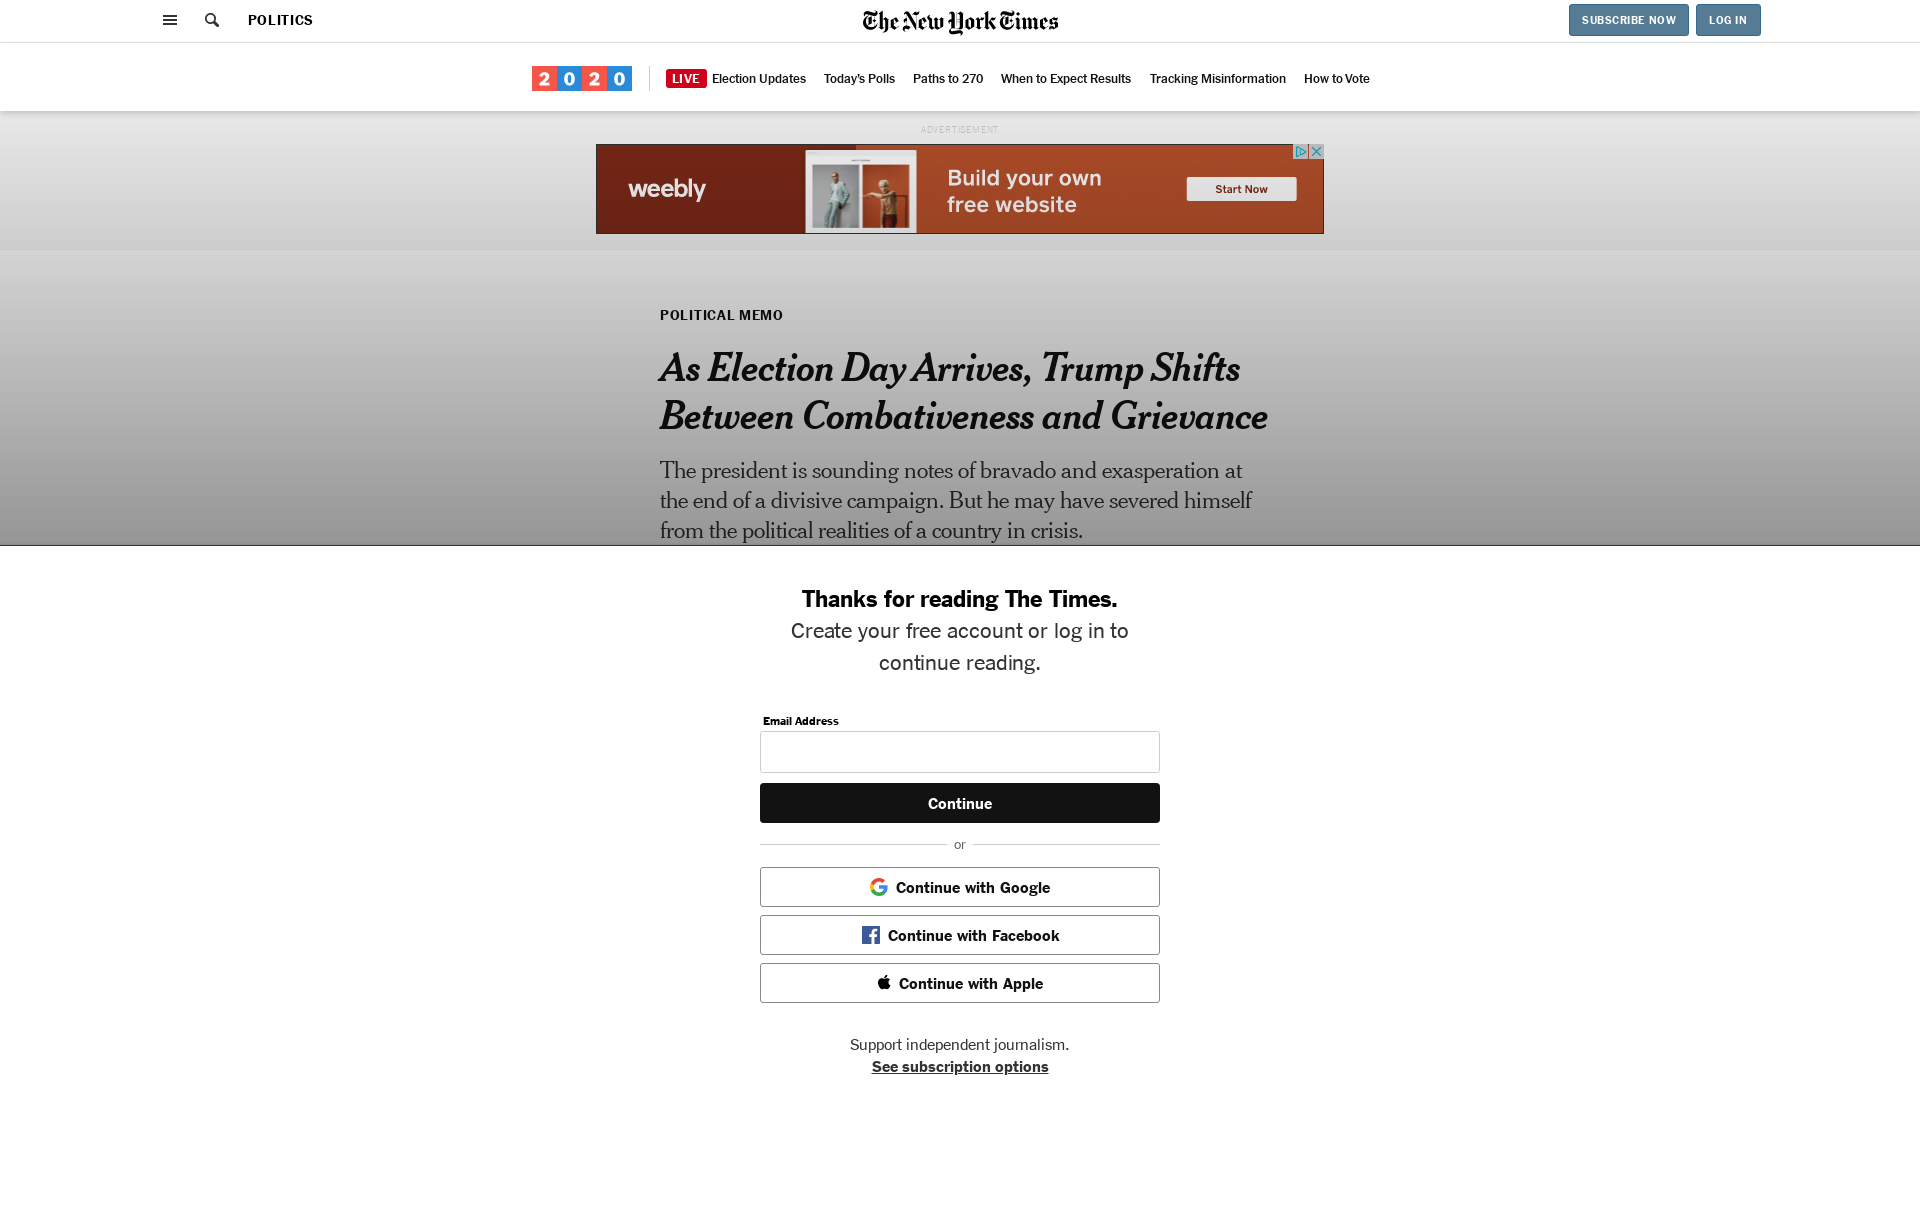 POLITICS
The New York Times
SUBSCRIBE NOW
LOG IN
2020
LIVE Election Updates
Today's Polls
Paths to 270
When to Expect Results
Tracking Misinformation
How to Vote
ADVERTISEMENT
weebly
Build your own
free website
Start Now
POLITICAL MEMO
As Election Day Arrives, Trump Shifts
Between Combativeness and Grievance
The president is sounding notes of bravado and exasperation at
the end of a divisive campaign. But he may have severed himself
from the political realities of a country in crisis.
Thanks for reading The Times.
Create your free account or log in to
continue reading.
Email Address
Continue
or
Continue with Google
Continue with Facebook
Continue with Apple
Support independent journalism.
See subscription options